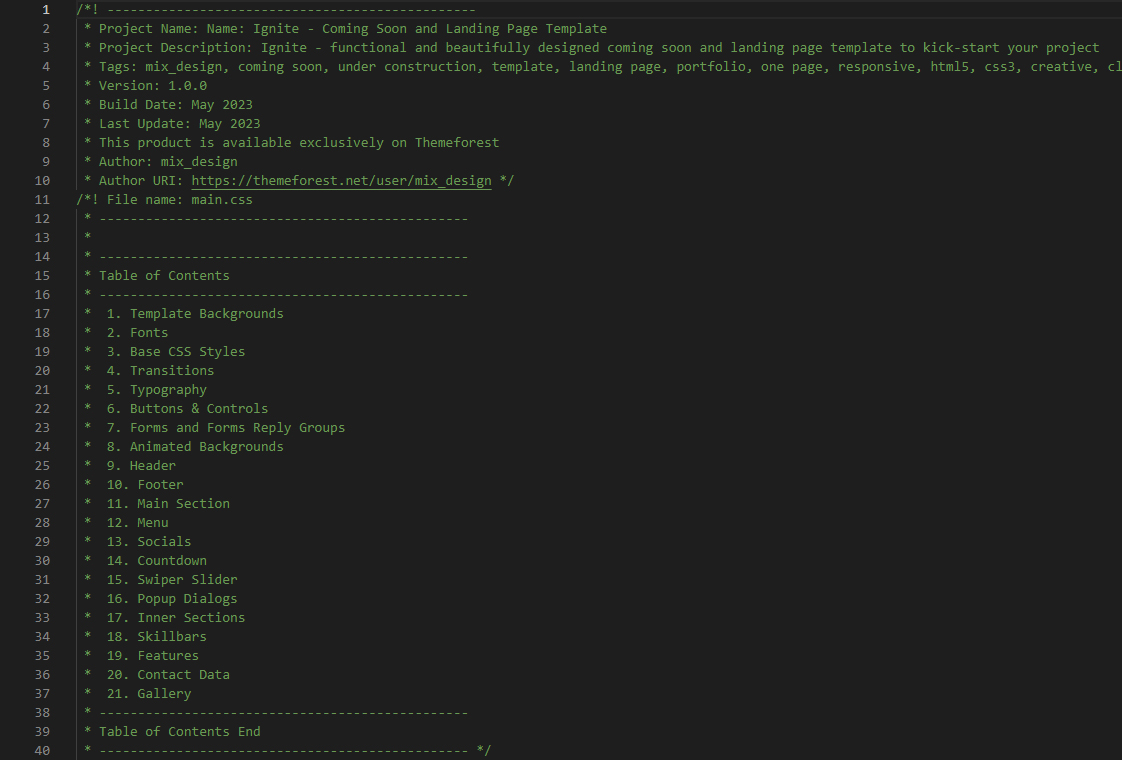 1 /*! ------------------------------------------------
2 * Project Name: Name: Ignite - Coming Soon and Landing Page Template
3 * Project Description: Ignite - functional and beautifully designed coming soon and landing page template to kick-start your project
4 * Tags: mix_design, coming soon, under construction, template, landing page, portfolio, one page, responsive, html5, css3, creative, cl
5 * Version: 1.0.0
6 * Build Date: May 2023
7 * Last Update: May 2023
8 * This product is available exclusively on Themeforest
9 * Author: mix_design
10 * Author URI: https://themeforest.net/user/mix_design */
11 /*! File name: main.css
12 * ------------------------------------------------
13 *
14 * ------------------------------------------------
15 * Table of Contents
16 * ------------------------------------------------
17 *  1. Template Backgrounds
18 *  2. Fonts
19 *  3. Base CSS Styles
20 *  4. Transitions
21 *  5. Typography
22 *  6. Buttons & Controls
23 *  7. Forms and Forms Reply Groups
24 *  8. Animated Backgrounds
25 *  9. Header
26 *  10. Footer
27 *  11. Main Section
28 *  12. Menu
29 *  13. Socials
30 *  14. Countdown
31 *  15. Swiper Slider
32 *  16. Popup Dialogs
33 *  17. Inner Sections
34 *  18. Skillbars
35 *  19. Features
36 *  20. Contact Data
37 *  21. Gallery
38 * ------------------------------------------------
39 * Table of Contents End
40 * ------------------------------------------------ */